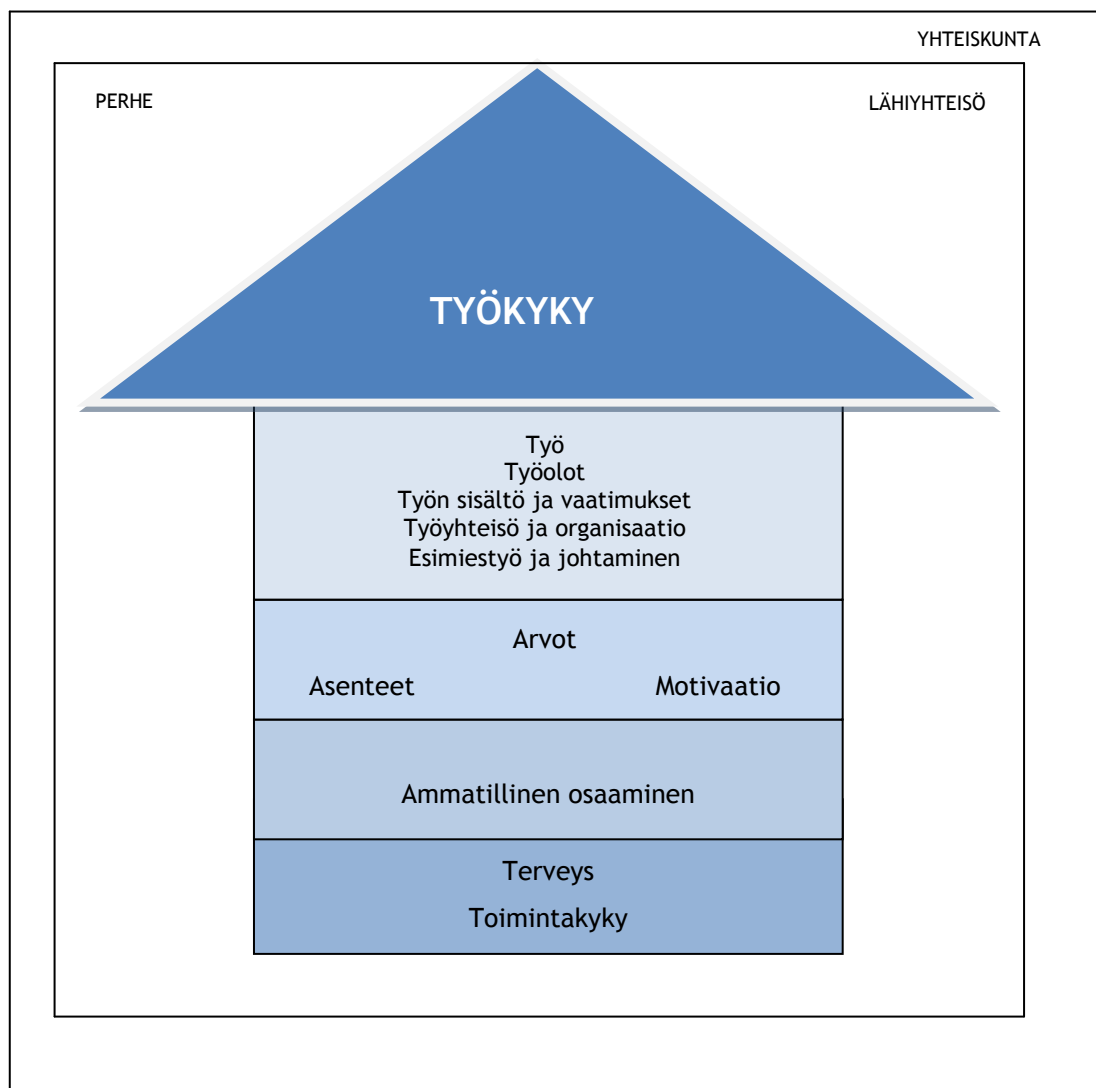 YHTEISKUNTA
PERHE
LÄHIYHTEISÖ
TYÖKYKY
Työ
Työolot
Työn sisältö ja vaatimukset
Työyhteisö ja organisaatio
Esimiestyö ja johtaminen
Arvot
Asenteet Motivaatio
Ammatillinen osaaminen
Terveys
Toimintakyky